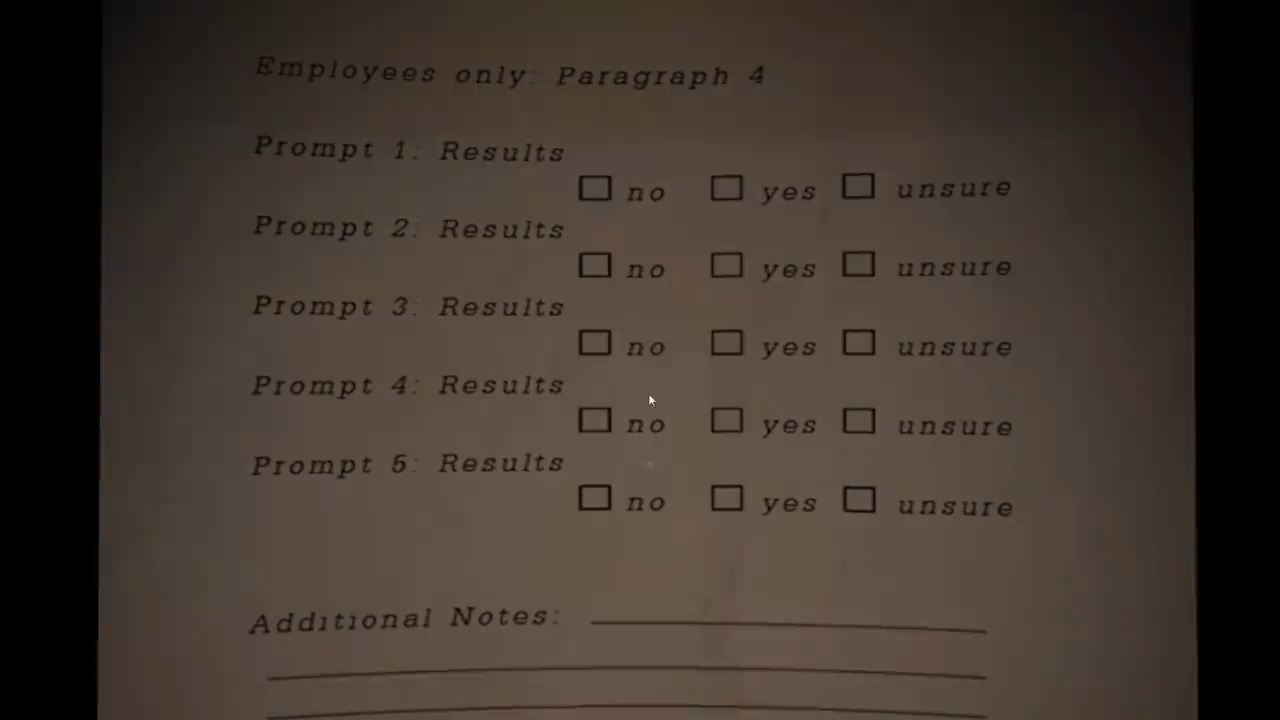 Employees only: Paragraph 4
Prompt 1: Results
no yes unsure
Prompt 2: Results
no yes unsure
Prompt 3: Results
no yes unsure
Prompt 4: Results
no yes unsure
Prompt 5: Results
no yes unsure
Additional Notes: